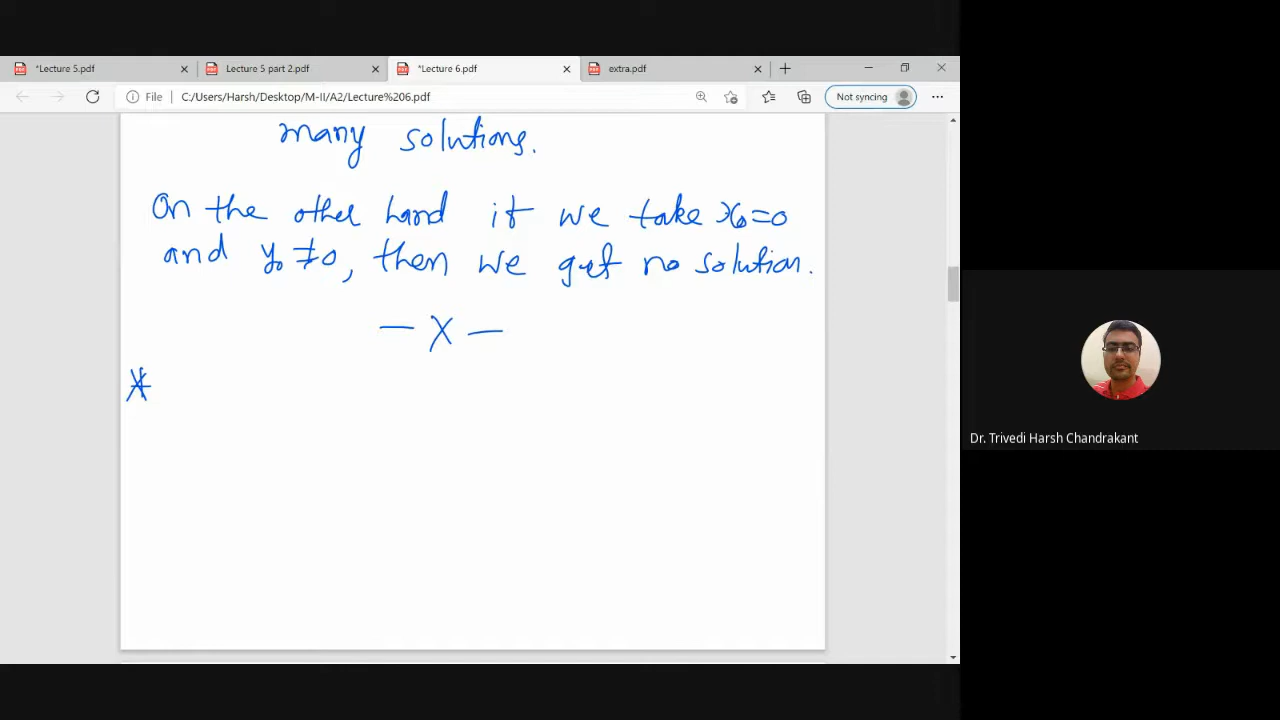 *Lecture 5.pdf
Lecture 5 part 2.pdf
*Lecture 6.pdf
extra.pdf
File
C:/Users/Harsh/Desktop/M-II/A2/Lecture%206.pdf
Not syncing
many solutions.
On the other hand if we take x₀=0
and y₀≠0, then we get no solution.
— X —
*
Dr. Trivedi Harsh Chandrakant